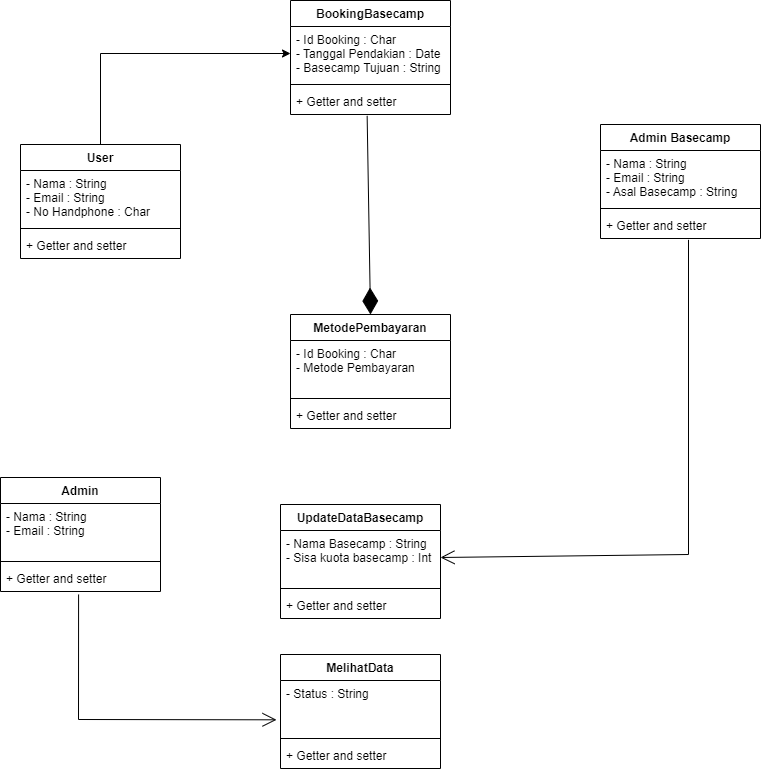 BookingBasecamp
- Id Booking : Char
- Tanggal Pendakian : Date
- Basecamp Tujuan : String
+ Getter and setter
User
- Nama : String
- Email : String
- No Handphone : Char
+ Getter and setter
Admin Basecamp
- Nama : String
- Email : String
- Asal Basecamp : String
+ Getter and setter
MetodePembayaran
- Id Booking : Char
- Metode Pembayaran
+ Getter and setter
Admin
- Nama : String
- Email : String
+ Getter and setter
UpdateDataBasecamp
- Nama Basecamp : String
- Sisa kuota basecamp : Int
+ Getter and setter
MelihatData
- Status : String
+ Getter and setter